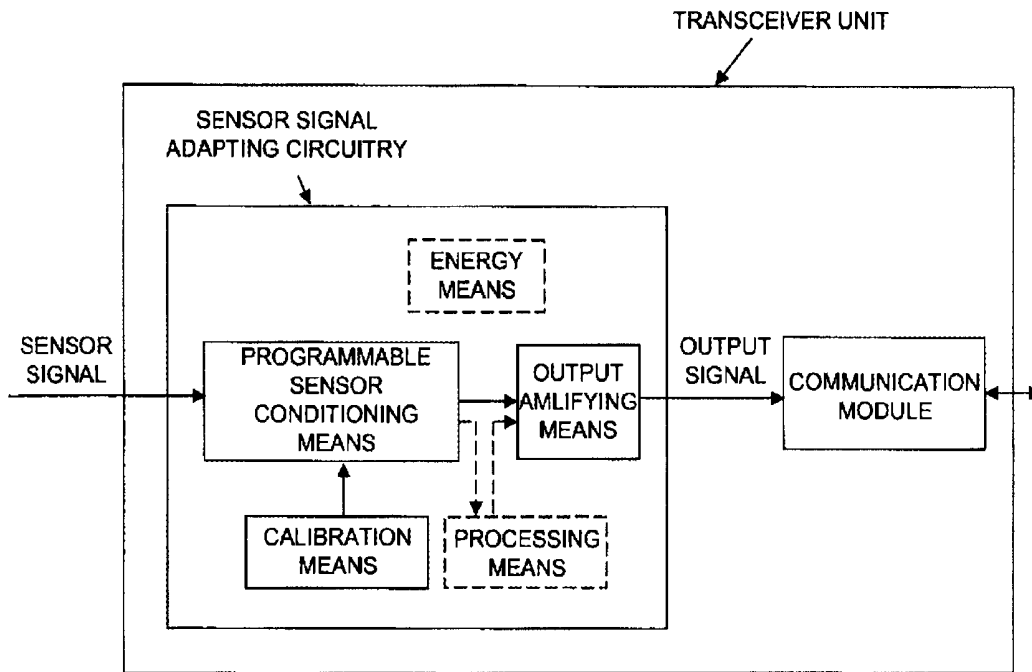 TRANSCEIVER UNIT
SENSOR SIGNAL
ADAPTING CIRCUITRY
ENERGY
MEANS
SENSOR
SIGNAL
PROGRAMMABLE
SENSOR
CONDITIONING
MEANS
OUTPUT
AMLIFYING
MEANS
OUTPUT
SIGNAL
COMMUNICATION
MODULE
CALIBRATION
MEANS
PROCESSING
MEANS